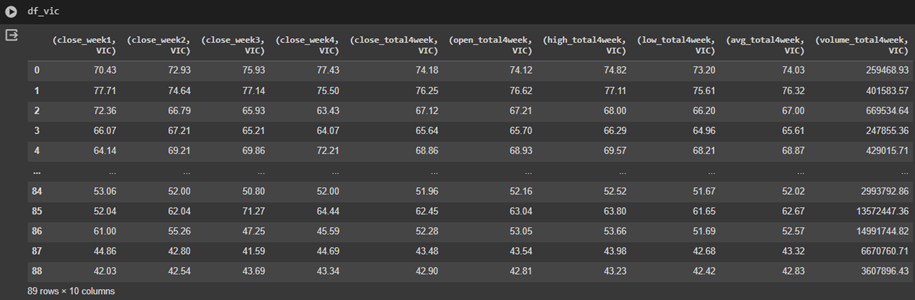 df_vic
(close_week1, (close_week2, (close_week3, (close_week4, (close_total4week, (open_total4week, (high_total4week, (low_total4week, (avg_total4week, (volume_total4week,
VIC) VIC) VIC) VIC) VIC) VIC) VIC) VIC) VIC) VIC)
0 70.43 72.93 75.93 77.43 74.18 74.12 74.82 73.20 74.03 259468.93
1 77.71 74.64 77.14 75.50 76.25 76.62 77.11 75.61 76.32 401583.57
2 72.36 66.79 65.93 63.43 67.12 67.21 68.00 66.20 67.00 669534.64
3 66.07 67.21 65.21 64.07 65.64 65.70 66.29 64.96 65.61 247855.36
4 64.14 69.21 69.86 72.21 68.86 68.93 69.57 68.21 68.87 429015.71
... ... ... ... ... ... ... ... ... ... ...
84 53.06 52.00 50.80 52.00 51.96 52.16 52.52 51.67 52.02 2993792.86
85 52.04 62.04 71.27 64.44 62.45 63.04 63.80 61.65 62.67 13572447.36
86 61.00 55.26 47.25 45.59 52.28 53.05 53.66 51.69 52.57 14991744.82
87 44.86 42.80 41.59 44.69 43.48 43.54 43.98 42.68 43.32 6670760.71
88 42.03 42.54 43.69 43.34 42.90 42.81 43.23 42.42 42.83 3607896.43
89 rows × 10 columns